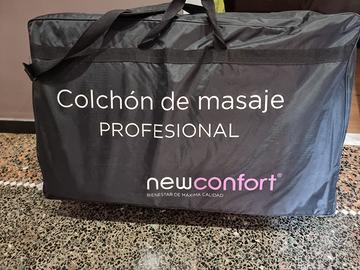 Colchón de masaje
PROFESIONAL
newconfort®
BIENESTAR DE MÁXIMA CALIDAD